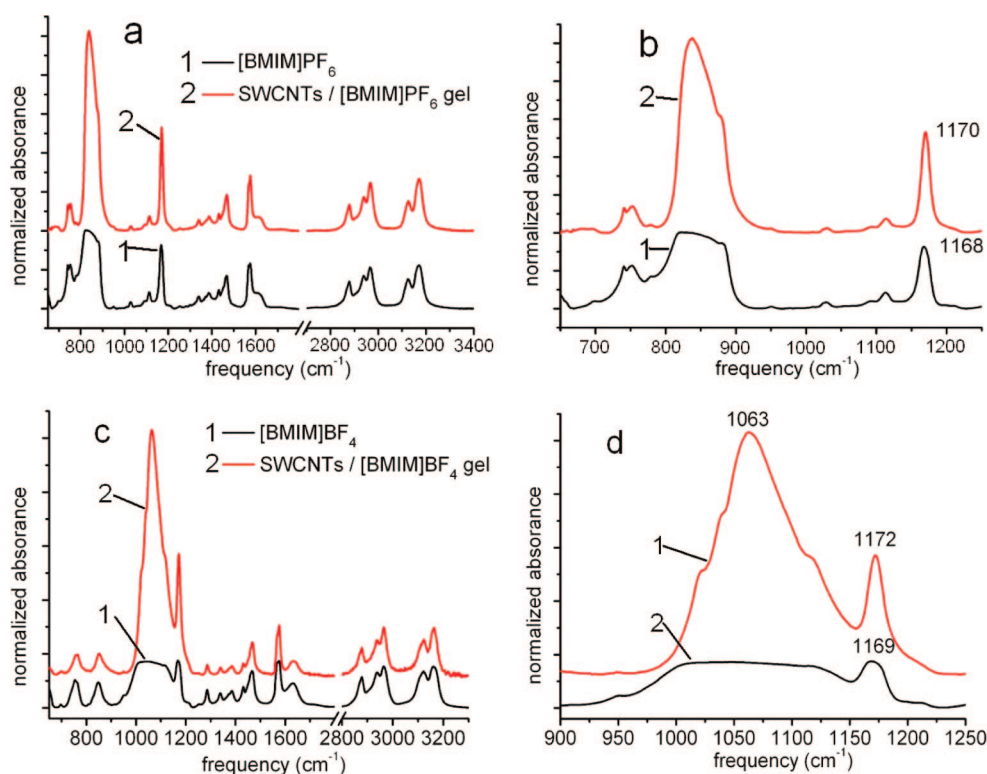 a
1 [BMIM]PF6
2 SWCNTs / [BMIM]PF6 gel
2
1
normalized absorance
800 1000 1200 1400 1600 2800 3000 3200 3400
frequency (cm-1)
b
2
1170
1
1168
normalized absorance
700 800 900 1000 1100 1200
frequency (cm-1)
c
1 [BMIM]BF4
2 SWCNTs / [BMIM]BF4 gel
2
1
normalized absorance
800 1000 1200 1400 1600 2800 3000 3200
frequency (cm-1)
1063
d
1
1172
2
1169
normalized absorance
900 950 1000 1050 1100 1150 1200 1250
frequency (cm-1)